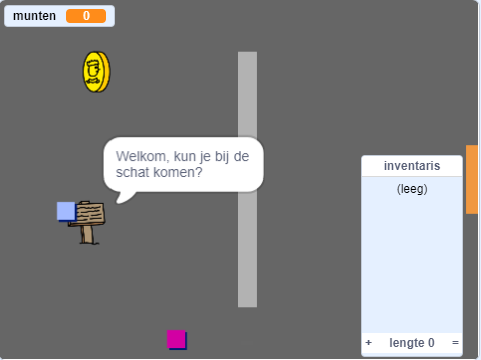 munten 0
Welkom, kun je bij de
schat komen?
inventaris
(leeg)
+ lengte 0 =